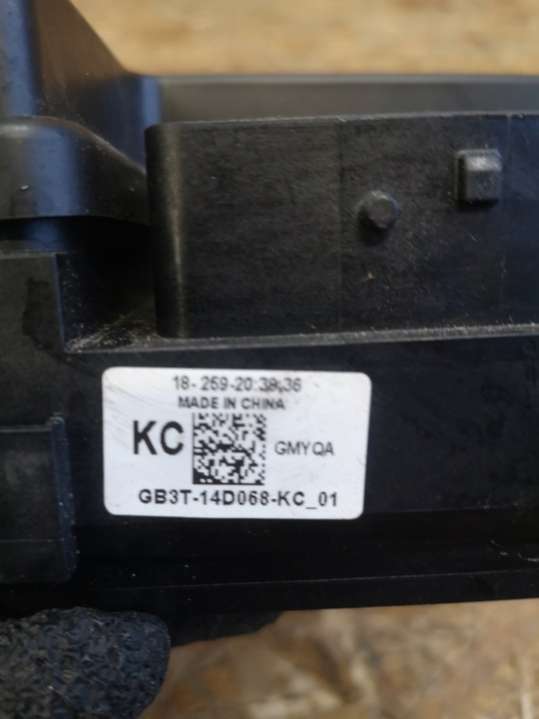 18- 259-20:38:36
MADE IN CHINA
KC
GMYQA
GB3T-14D068-KC_01